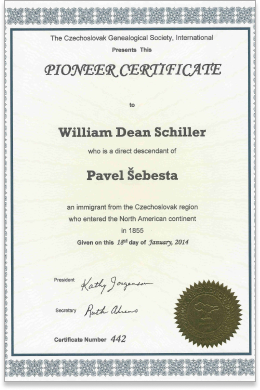 The Czechoslovak Genealogical Society, International
Presents This
PIONEER CERTIFICATE
to
William Dean Schiller
who is a direct descendant of
Pavel Šebesta
an immigrant from the Czechoslovak region
who entered the North American continent
in 1855
Given on this 18th day of January, 2014
President Kathy Jorgenson
Secretary Ruth Ahrens
Certificate Number 442